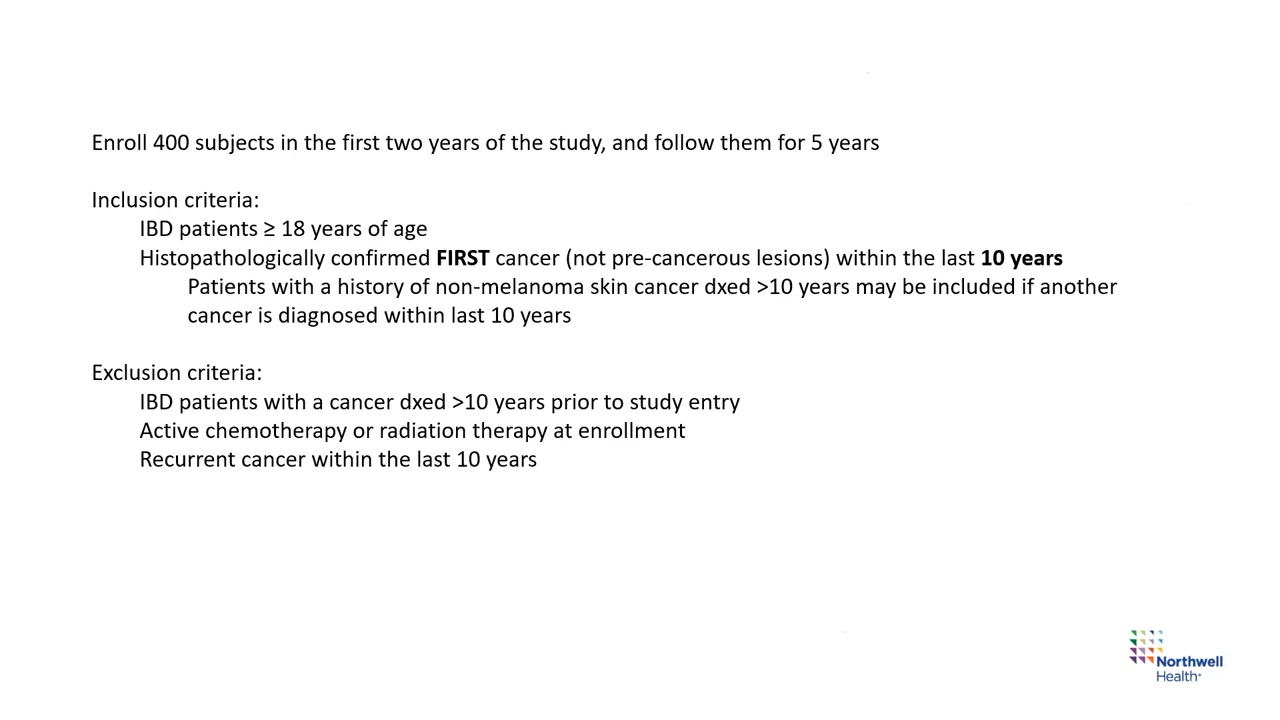 Enroll 400 subjects in the first two years of the study, and follow them for 5 years
Inclusion criteria:
IBD patients ≥ 18 years of age
Histopathologically confirmed FIRST cancer (not pre-cancerous lesions) within the last 10 years
Patients with a history of non-melanoma skin cancer dxed >10 years may be included if another
cancer is diagnosed within last 10 years
Exclusion criteria:
IBD patients with a cancer dxed >10 years prior to study entry
Active chemotherapy or radiation therapy at enrollment
Recurrent cancer within the last 10 years
Northwell
Health